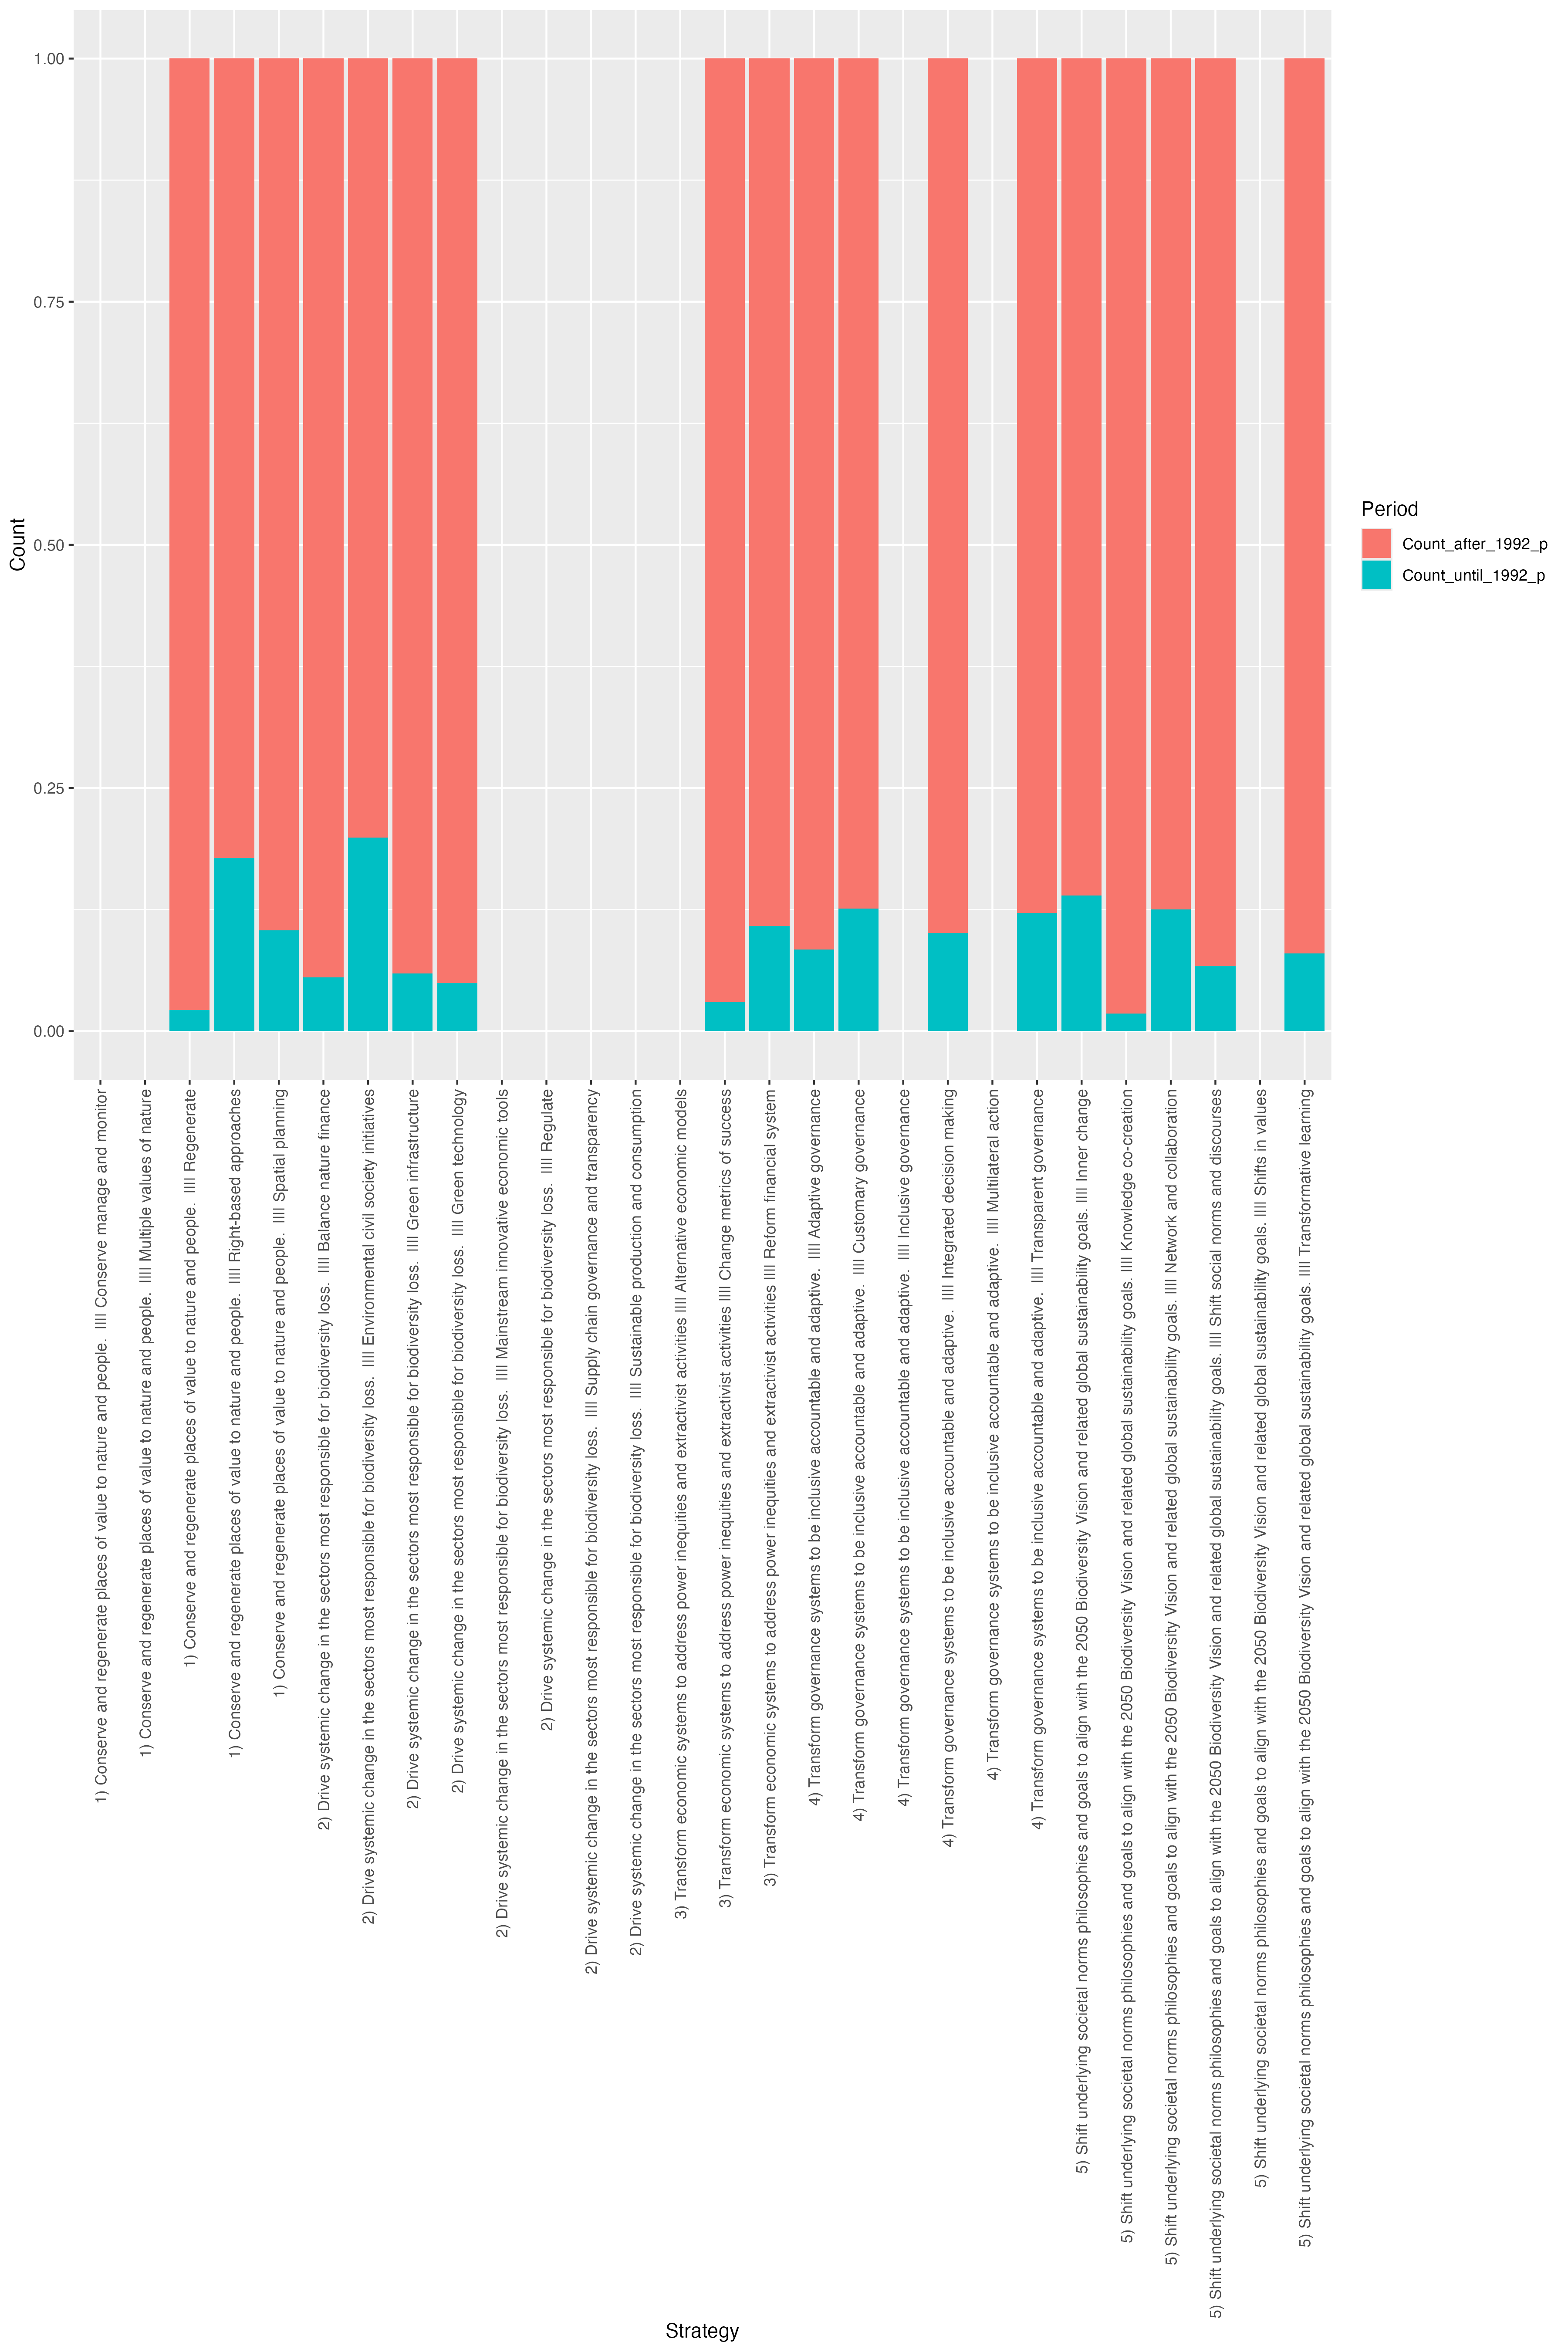 1.00
0.75
0.50
0.25
0.00
Count
Period
Count_after_1992_p
Count_until_1992_p
1) Conserve and regenerate places of value to nature and people.  IIII Conserve manage and monitor
1) Conserve and regenerate places of value to nature and people.  IIII Multiple values of nature
1) Conserve and regenerate places of value to nature and people.  IIII Regenerate
1) Conserve and regenerate places of value to nature and people.  IIII Right-based approaches
1) Conserve and regenerate places of value to nature and people.  IIII Spatial planning
2) Drive systemic change in the sectors most responsible for biodiversity loss.  IIII Balance nature finance
2) Drive systemic change in the sectors most responsible for biodiversity loss.  IIII Environmental civil society initiatives
2) Drive systemic change in the sectors most responsible for biodiversity loss.  IIII Green infrastructure
2) Drive systemic change in the sectors most responsible for biodiversity loss.  IIII Green technology
2) Drive systemic change in the sectors most responsible for biodiversity loss.  IIII Mainstream innovative economic tools
2) Drive systemic change in the sectors most responsible for biodiversity loss.  IIII Regulate
2) Drive systemic change in the sectors most responsible for biodiversity loss.  IIII Supply chain governance and transparency
2) Drive systemic change in the sectors most responsible for biodiversity loss.  IIII Sustainable production and consumption
3) Transform economic systems to address power inequities and extractivist activities IIII Alternative economic models
3) Transform economic systems to address power inequities and extractivist activities IIII Change metrics of success
3) Transform economic systems to address power inequities and extractivist activities IIII Reform financial system
4) Transform governance systems to be inclusive accountable and adaptive.  IIII Adaptive governance
4) Transform governance systems to be inclusive accountable and adaptive.  IIII Customary governance
4) Transform governance systems to be inclusive accountable and adaptive.  IIII Inclusive governance
4) Transform governance systems to be inclusive accountable and adaptive.  IIII Integrated decision making
4) Transform governance systems to be inclusive accountable and adaptive.  IIII Multilateral action
4) Transform governance systems to be inclusive accountable and adaptive.  IIII Transparent governance
5) Shift underlying societal norms philosophies and goals to align with the 2050 Biodiversity Vision and related global sustainability goals. IIII Inner change
5) Shift underlying societal norms philosophies and goals to align with the 2050 Biodiversity Vision and related global sustainability goals. IIII Knowledge co-creation
5) Shift underlying societal norms philosophies and goals to align with the 2050 Biodiversity Vision and related global sustainability goals. IIII Network and collaboration
5) Shift underlying societal norms philosophies and goals to align with the 2050 Biodiversity Vision and related global sustainability goals. IIII Shift social norms and discourses
5) Shift underlying societal norms philosophies and goals to align with the 2050 Biodiversity Vision and related global sustainability goals. IIII Shifts in values
5) Shift underlying societal norms philosophies and goals to align with the 2050 Biodiversity Vision and related global sustainability goals. IIII Transformative learning
Strategy